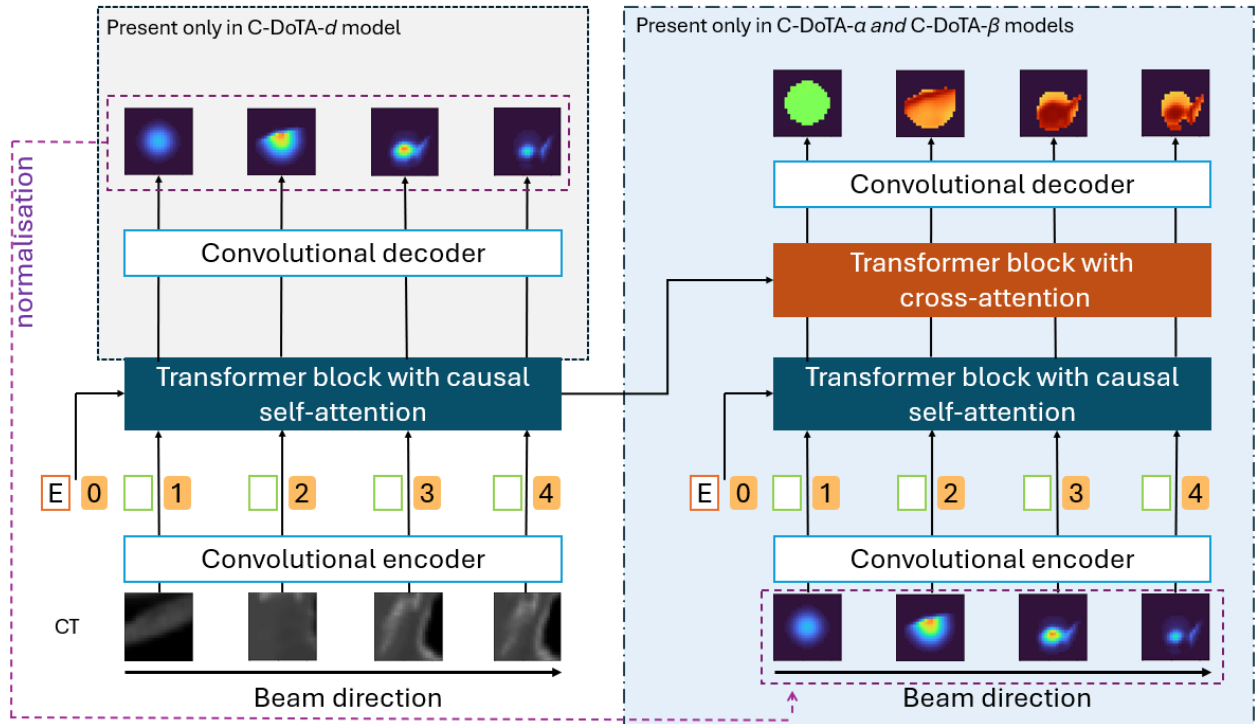 Present only in C-DoTA-d model
Present only in C-DoTA-α and C-DoTA-β models
normalisation
Convolutional decoder
Convolutional decoder
Transformer block with
cross-attention
Transformer block with causal
self-attention
Transformer block with causal
self-attention
E 0 1 2 3 4
E 0 1 2 3 4
Convolutional encoder
Convolutional encoder
CT
Beam direction
Beam direction